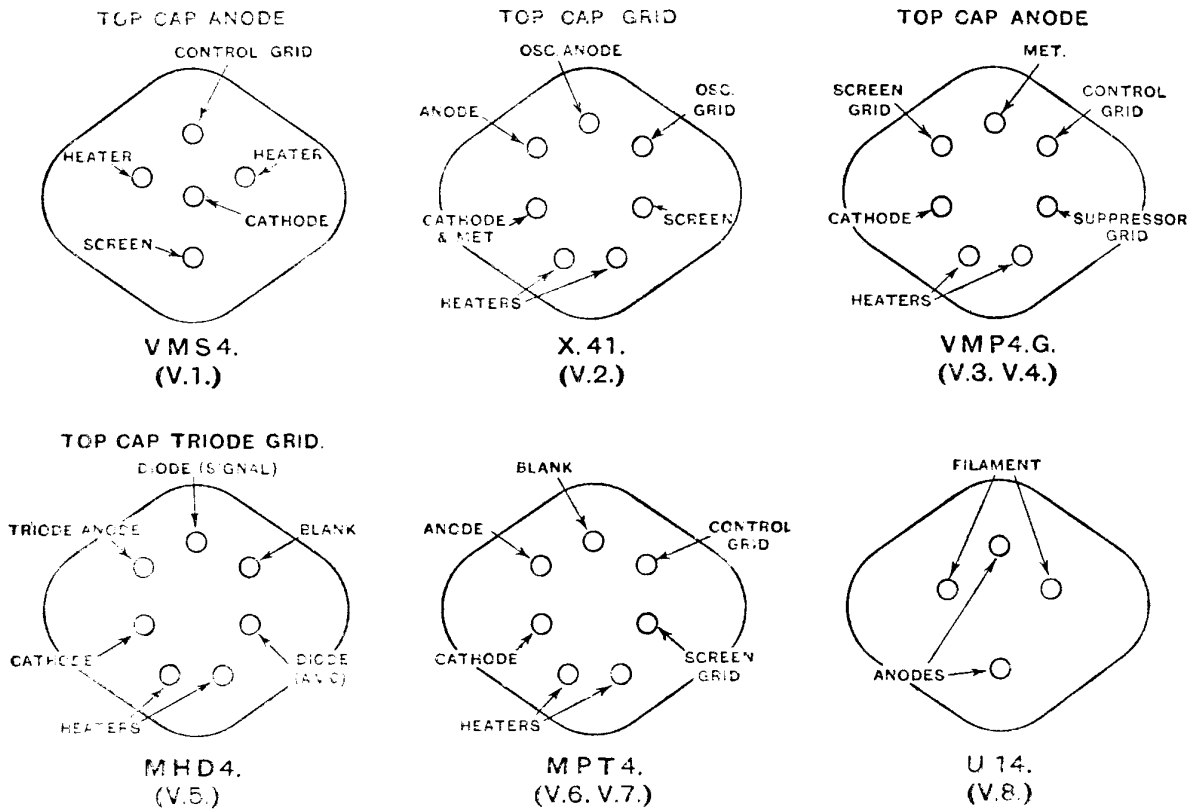 TOP CAP ANODE
CONTROL GRID
HEATER
HEATER
CATHODE
SCREEN
VMS4.
(V.1.)
TOP CAP GRID
OSC. ANODE
OSC.
GRID
ANODE
CATHODE
& MET
SCREEN
HEATERS
X.41.
(V.2.)
TOP CAP ANODE
MET.
SCREEN
GRID
CONTROL
GRID
CATHODE
SUPPRESSOR
GRID
HEATERS
VMP4.G.
(V.3. V.4.)
TOP CAP TRIODE GRID.
DIODE (SIGNAL)
TRIODE ANODE
BLANK
CATHODE
DIODE
(AVC)
HEATERS
MHD4.
(V.5.)
BLANK
ANODE
CONTROL
GRID
CATHODE
SCREEN
GRID
HEATERS
MPT4.
(V.6. V.7.)
FILAMENT
ANODES
U 14.
(V.8.)